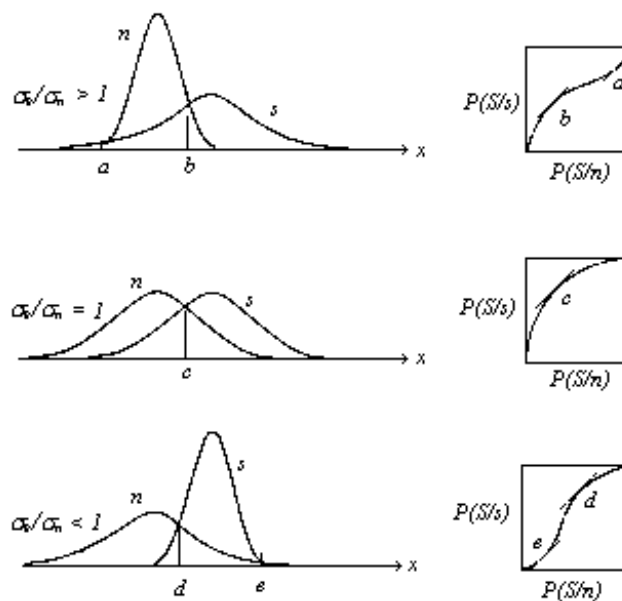 n
σs/σn > 1
s
x
a
b
P(S/s)
a
b
P(S/n)
n
s
σs/σn = 1
x
c
P(S/s)
c
P(S/n)
s
n
σs/σn < 1
x
d
e
P(S/s)
d
e
P(S/n)